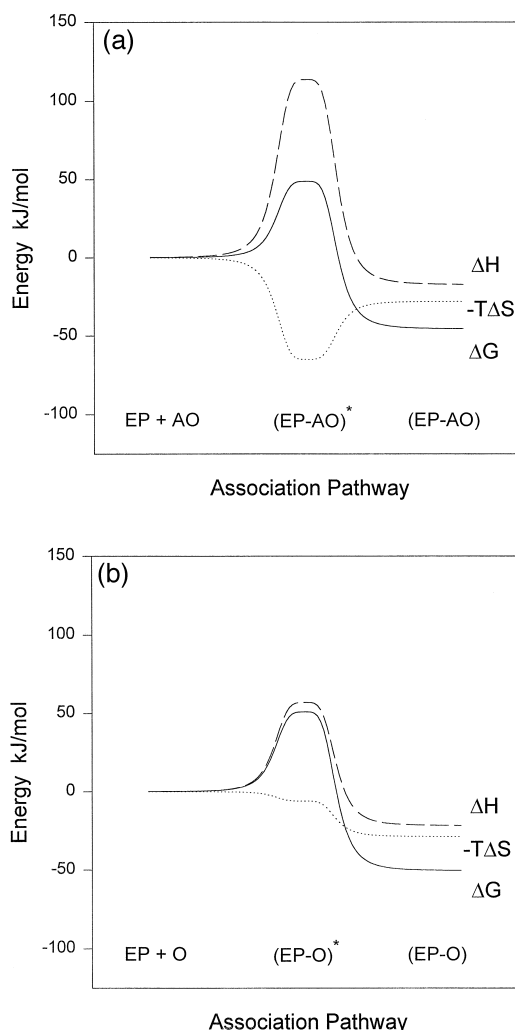 (a)
150
100
50
0
-50
-100
Energy kJ/mol
ΔH
-TΔS
ΔG
EP + AO (EP-AO)* (EP-AO)
Association Pathway
(b)
150
100
50
0
-50
-100
Energy kJ/mol
ΔH
-TΔS
ΔG
EP + O (EP-O)* (EP-O)
Association Pathway